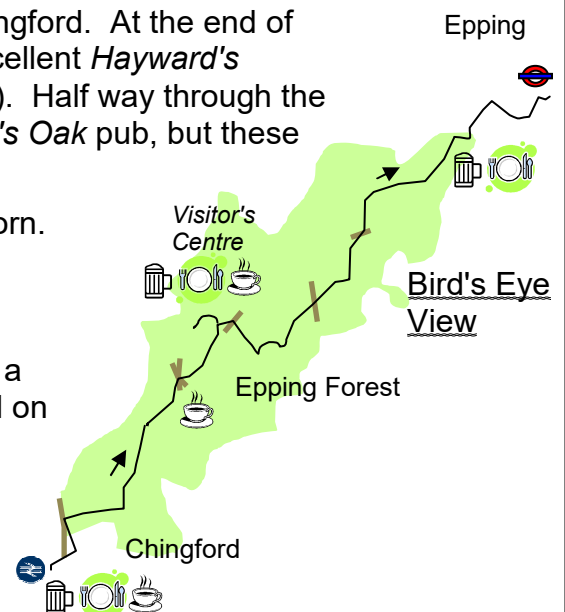 ngford. At the end of
cellent Hayward's
). Half way through the
's Oak pub, but these
orn.
a
l on
Epping
Visitor's
Centre
Bird's Eye
View
Epping Forest
Chingford